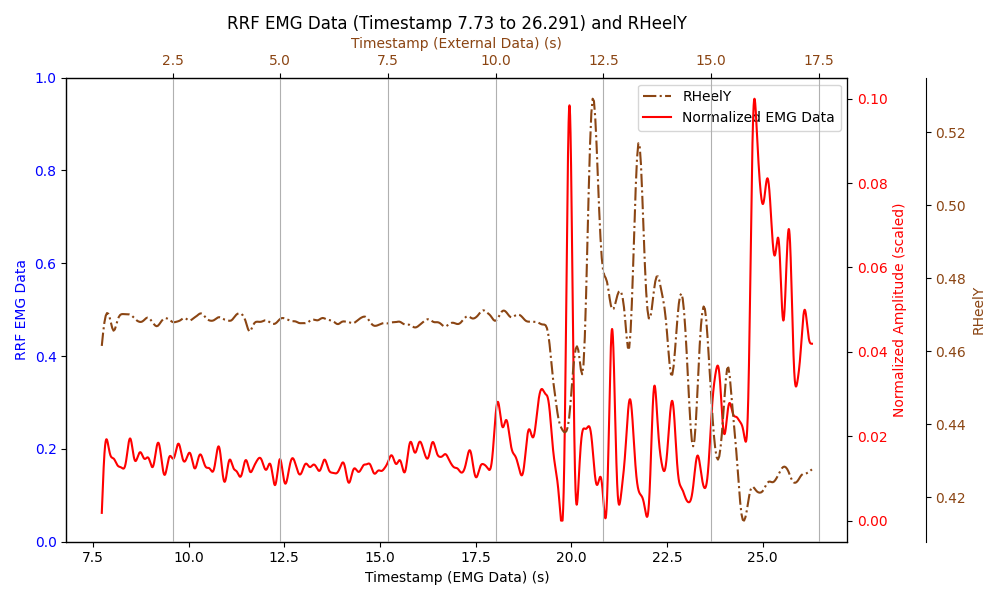 RRF EMG Data (Timestamp 7.73 to 26.291) and RHeelY
Timestamp (External Data) (s)
2.5 5.0 7.5 10.0 12.5 15.0 17.5
RHeelY
Normalized EMG Data
1.0
0.8
0.6
0.4
0.2
0.0
RRF EMG Data
0.10
0.08
0.06
0.04
0.02
0.00
Normalized Amplitude (scaled)
0.52
0.50
0.48
0.46
0.44
0.42
RHeelY
7.5 10.0 12.5 15.0 17.5 20.0 22.5 25.0
Timestamp (EMG Data) (s)